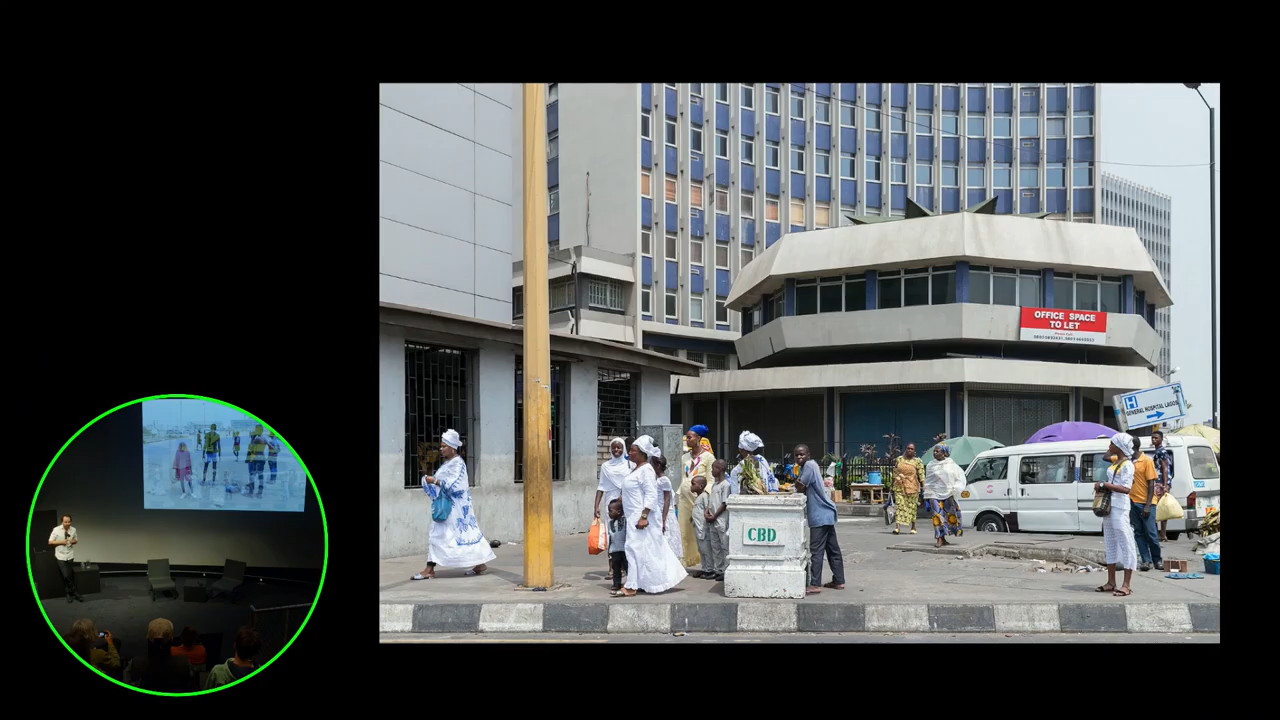 OFFICE SPACE
TO LET
H
GENERAL HOSPITAL LAGOS
CBD